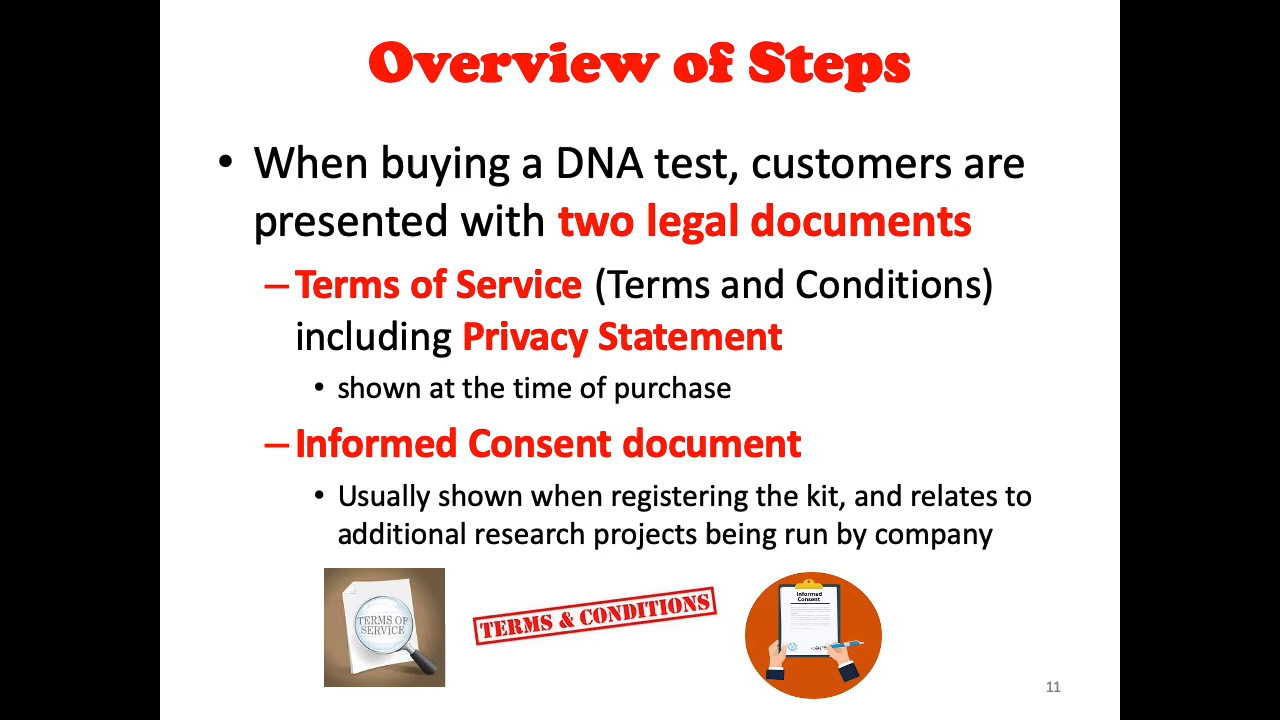 Overview of Steps
• When buying a DNA test, customers are
presented with two legal documents
– Terms of Service (Terms and Conditions)
including Privacy Statement
• shown at the time of purchase
– Informed Consent document
• Usually shown when registering the kit, and relates to
additional research projects being run by company
TERMS OF
SERVICE
TERMS & CONDITIONS
Informed
Consent
11